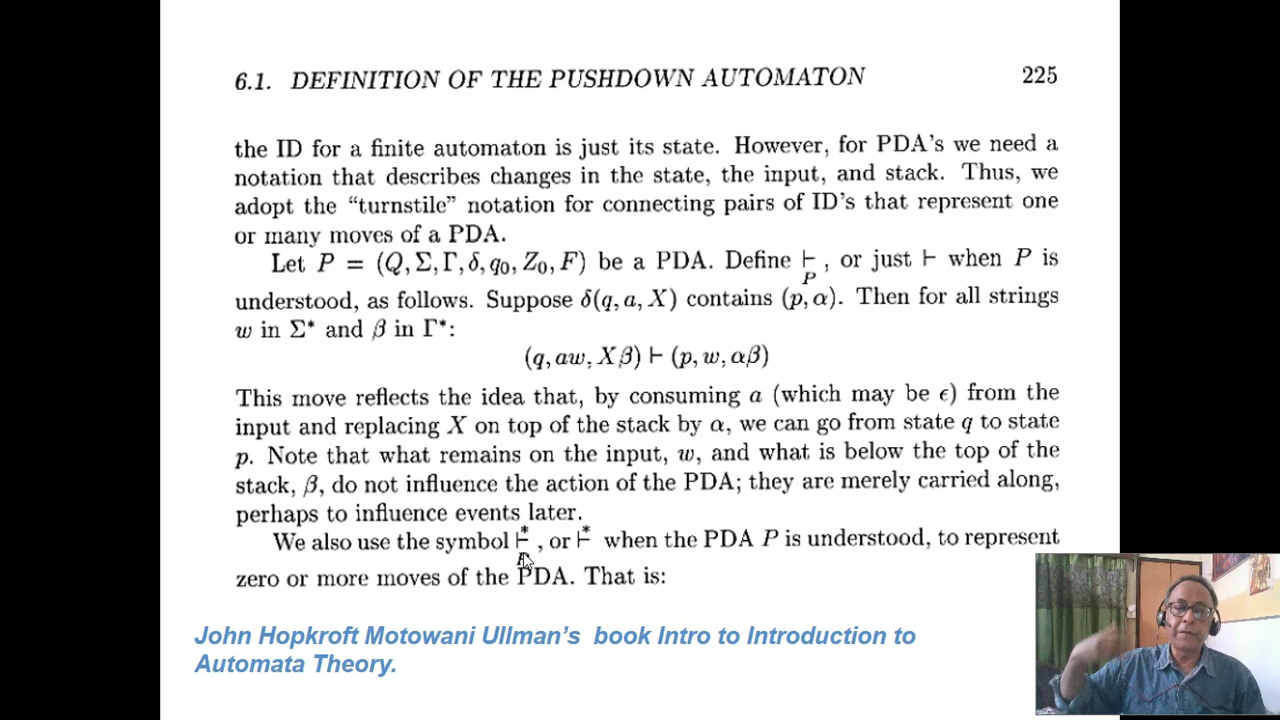 6.1. DEFINITION OF THE PUSHDOWN AUTOMATON 225
the ID for a finite automaton is just its state. However, for PDA's we need a
notation that describes changes in the state, the input, and stack. Thus, we
adopt the “turnstile” notation for connecting pairs of ID's that represent one
or many moves of a PDA.
Let P = (Q, Σ, Γ, δ, q₀, Z₀, F) be a PDA. Define ⊢_P, or just ⊢ when P is
understood, as follows. Suppose δ(q, a, X) contains (p, α). Then for all strings
w in Σ* and β in Γ*:
(q, aw, Xβ) ⊢ (p, w, αβ)
This move reflects the idea that, by consuming a (which may be ϵ) from the
input and replacing X on top of the stack by α, we can go from state q to state
p. Note that what remains on the input, w, and what is below the top of the
stack, β, do not influence the action of the PDA; they are merely carried along,
perhaps to influence events later.
We also use the symbol ⊢*_P, or ⊢* when the PDA P is understood, to represent
zero or more moves of the PDA. That is:
John Hopkroft Motowani Ullman's book Intro to Introduction to
Automata Theory.